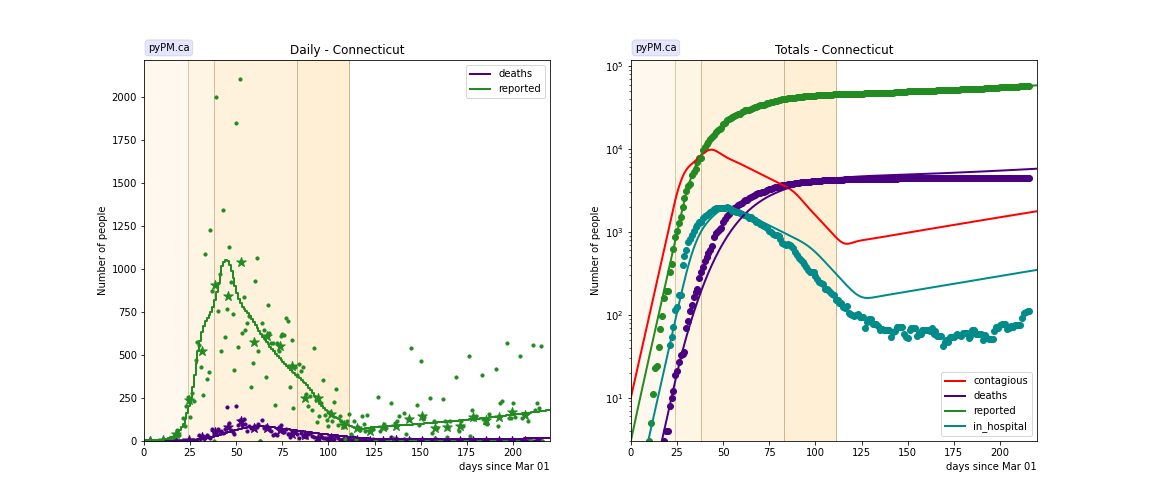 pyPM.ca
Daily - Connecticut
deaths
reported
Number of people
2000
1750
1500
1250
1000
750
500
250
0
0 25 50 75 100 125 150 175 200
days since Mar 01
pyPM.ca
Totals - Connecticut
Number of people
10^5
10^4
10^3
10^2
10^1
contagious
deaths
reported
in_hospital
0 25 50 75 100 125 150 175 200
days since Mar 01